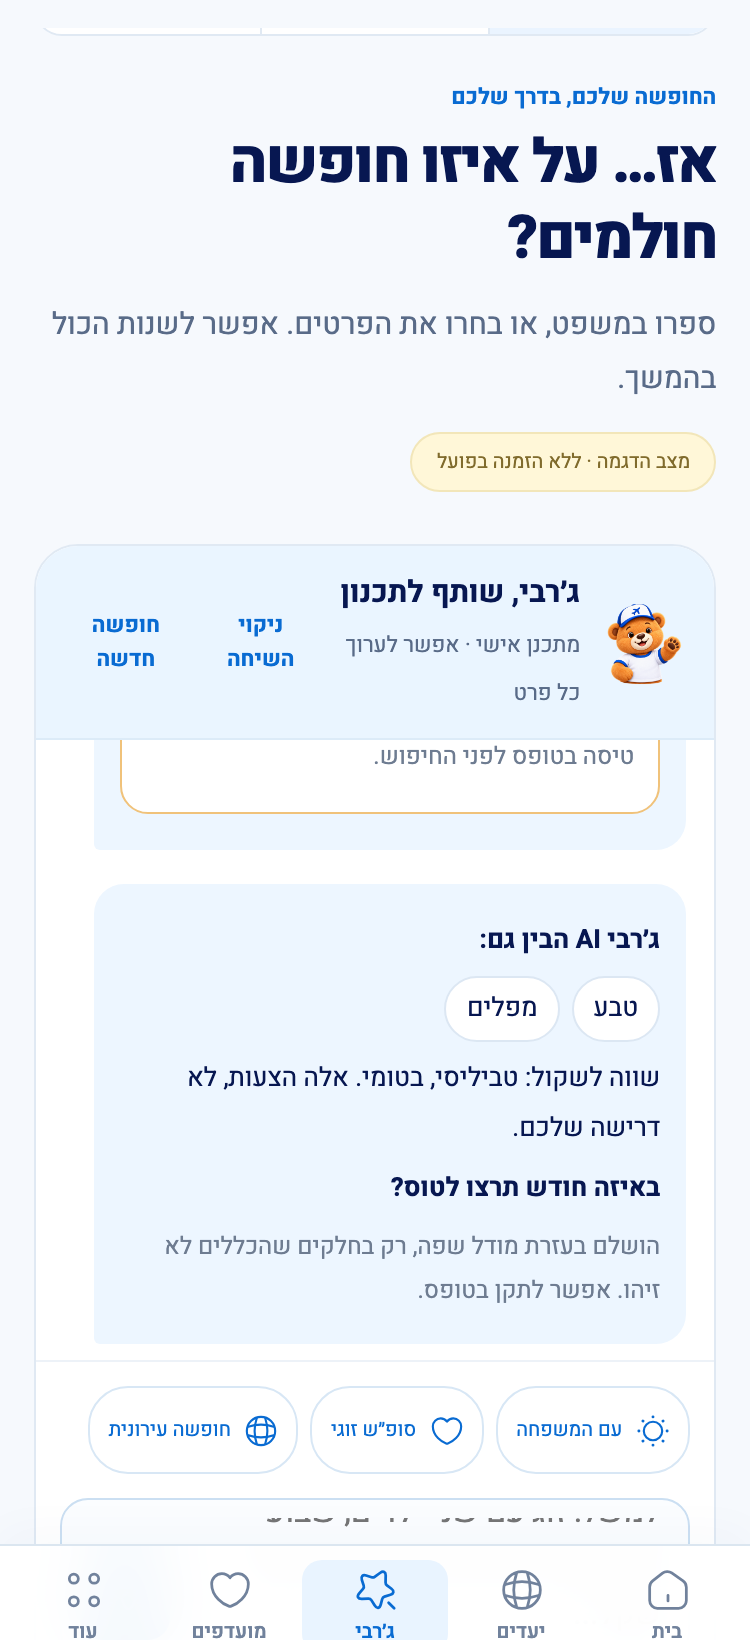 החופשה שלכם, בדרך שלכם
אז... על איזו חופשה
חולמים?
ספרו במשפט, או בחרו את הפרטים. אפשר לשנות הכול
בהמשך.
מצב הדגמה · ללא הזמנה בפועל
ג׳רבי, שותף לתכנון
מתכנן אישי · אפשר לערוך
כל פרט
ניקוי
השיחה
חופשה
חדשה
טיסה בטופס לפני החיפוש.
ג׳רבי AI הבין גם:
טבע
מפלים
שווה לשקול: טביליסי, בטומי. אלה הצעות, לא
דרישה שלכם.
באיזה חודש תרצו לטוס?
הושלם בעזרת מודל שפה, רק בחלקים שהכללים לא
זיהו. אפשר לתקן בטופס.
עם המשפחה
סופ״ש זוגי
חופשה עירונית
בית
יעדים
ג׳רבי
מועדפים
עוד